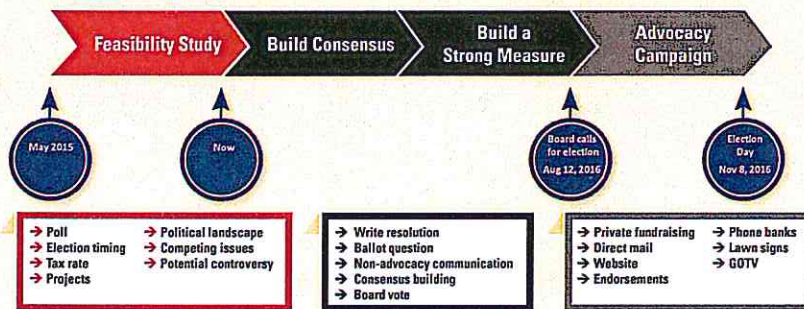 Feasibility Study
Build Consensus
Build a
Strong Measure
Advocacy
Campaign
May 2015
Now
Board calls
for election
Aug 12, 2016
Election
Day
Nov 8, 2016
→ Poll
→ Election timing
→ Tax rate
→ Projects
→ Political landscape
→ Competing issues
→ Potential controversy
→ Write resolution
→ Ballot question
→ Non-advocacy communication
→ Consensus building
→ Board vote
→ Private fundraising
→ Direct mail
→ Website
→ Endorsements
→ Phone banks
→ Lawn signs
→ GOTV